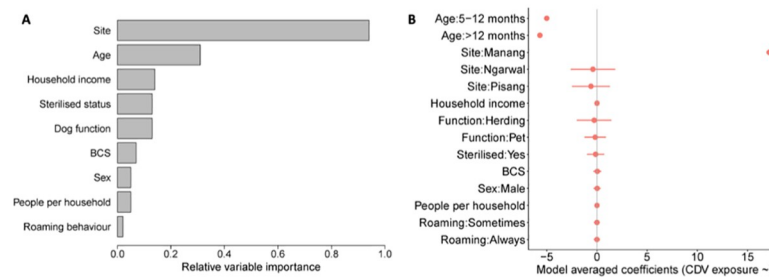 A
Site
Age
Household income
Sterilised status
Dog function
BCS
Sex
People per household
Roaming behaviour
0.0 0.2 0.4 0.6 0.8 1.0
Relative variable importance
B
Age:5−12 months
Age:>12 months
Site:Manang
Site:Ngarwal
Site:Pisang
Household income
Function:Herding
Function:Pet
Sterilised:Yes
BCS
Sex:Male
People per household
Roaming:Sometimes
Roaming:Always
−5 0 5 10 15
Model averaged coefficients (CDV exposure ~